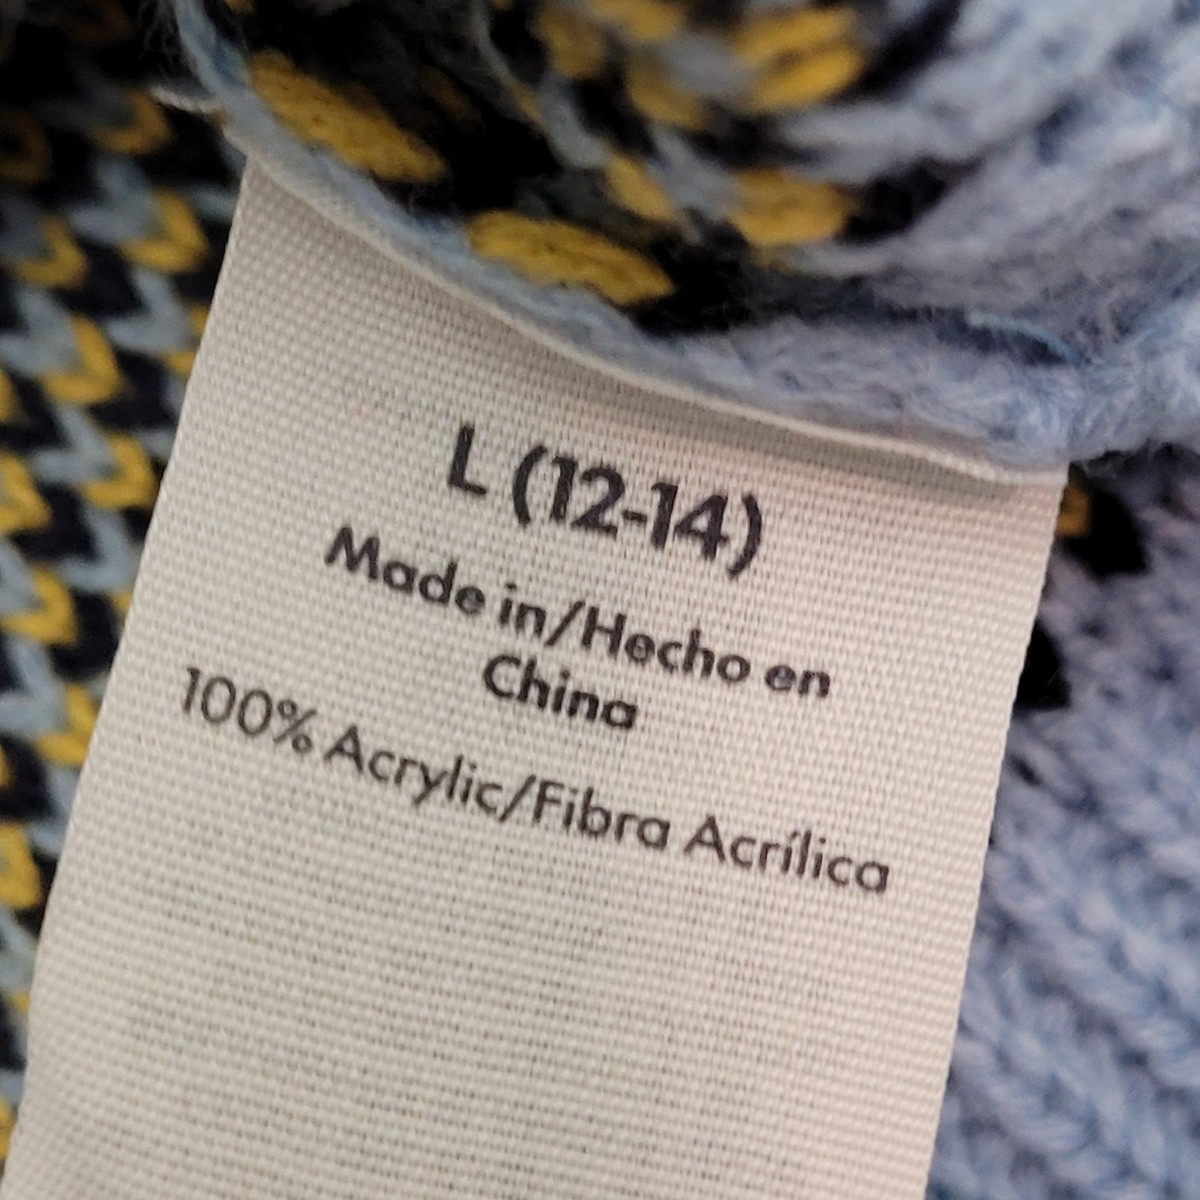 L (12-14)
Made in/Hecho en
China
100% Acrylic/Fibra Acrílica